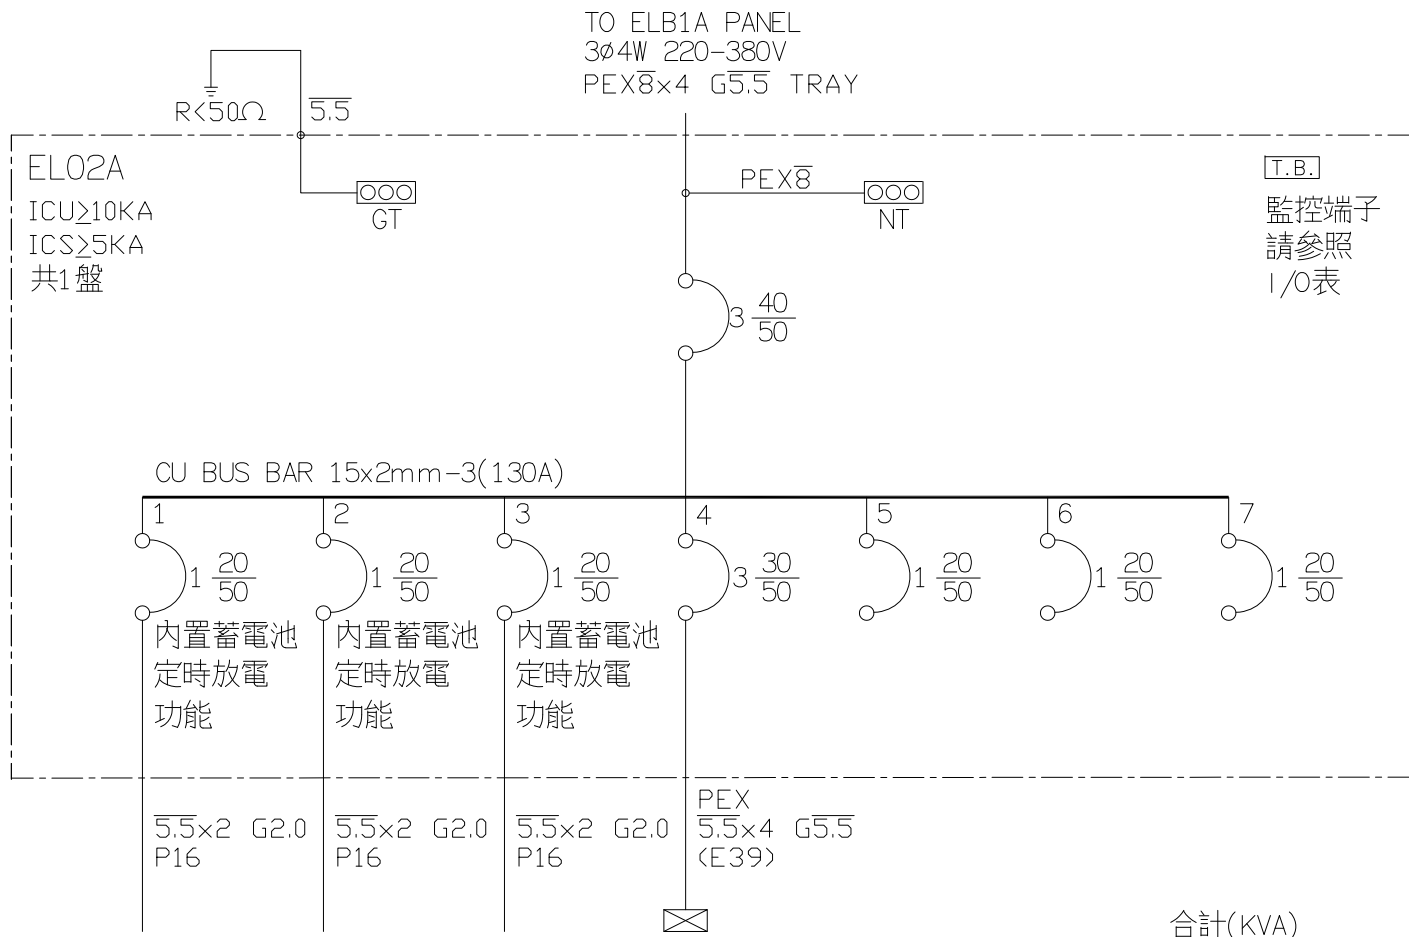 TO ELB1A PANEL
3ø4W 220-380V
PEX8x4 G5.5 TRAY
R<50Ω
5.5
EL02A
ICU≥10KA
ICS≥5KA
共1盤
GT
PEX8
NT
T.B.
監控端子
請參照
I/O表
3 40/50
CU BUS BAR 15x2mm-3(130A)
1 2 3 4 5 6 7
1 20/50 1 20/50 1 20/50 3 30/50 1 20/50 1 20/50 1 20/50
內置蓄電池
定時放電
功能
內置蓄電池
定時放電
功能
內置蓄電池
定時放電
功能
5.5x2 G2.0
P16
5.5x2 G2.0
P16
5.5x2 G2.0
P16
PEX
5.5x4 G5.5
(E39)
合計(KVA)